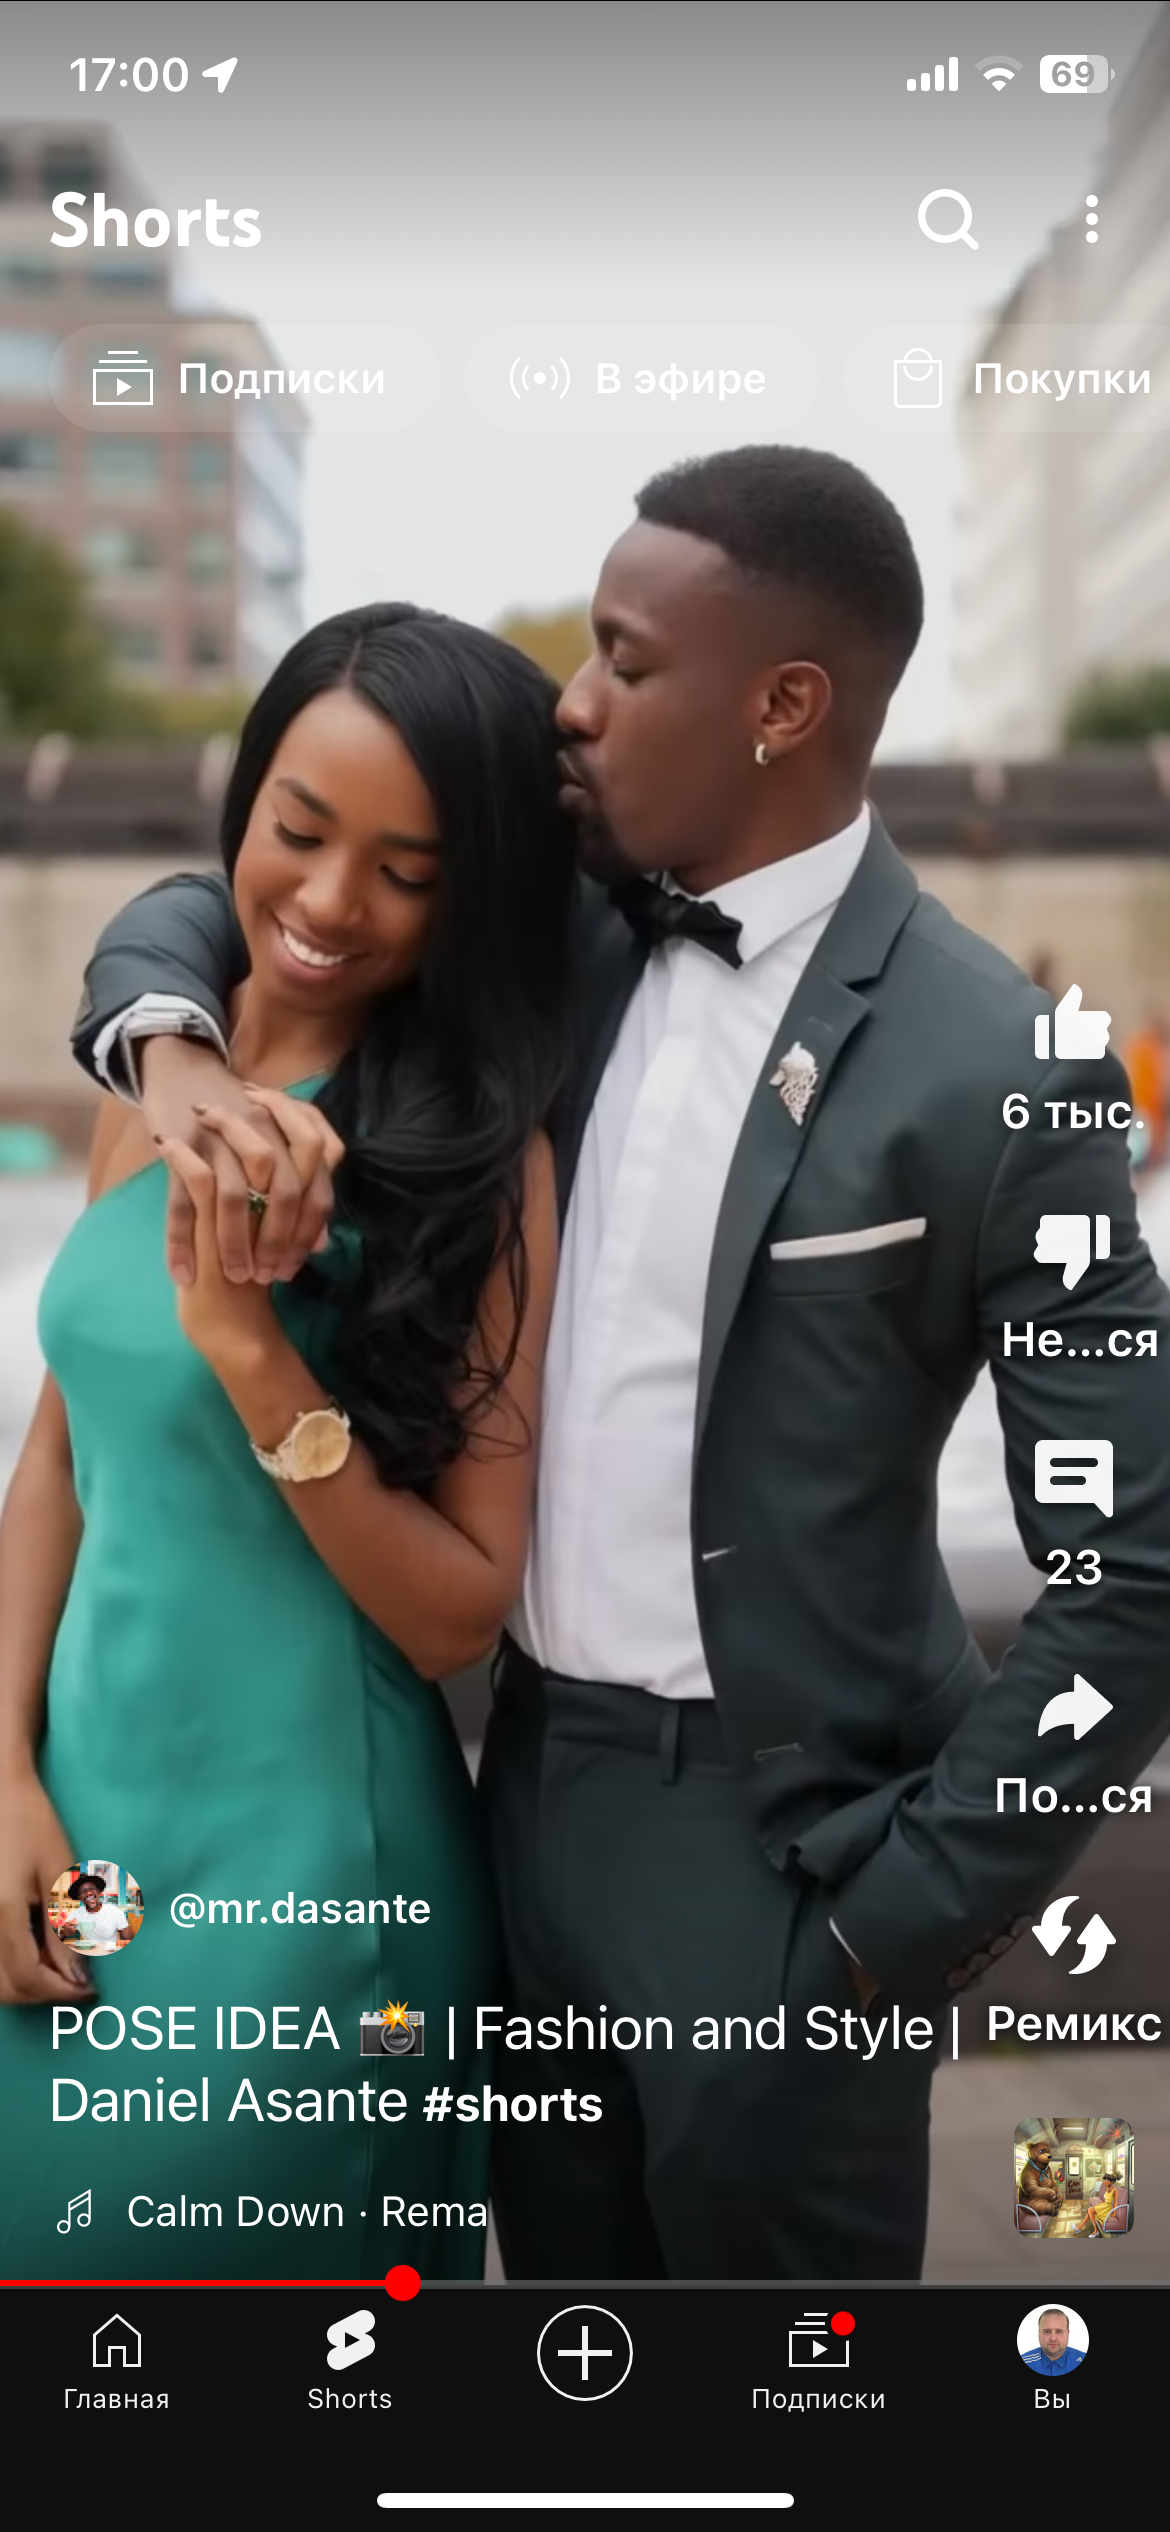 17:00
69
Shorts
Подписки
В эфире
Покупки
6 тыс.
Не...ся
23
По...ся
@mr.dasante
POSE IDEA 📸 | Fashion and Style |
Daniel Asante #shorts
Ремикс
Calm Down · Rema
Главная
Shorts
Подписки
Вы